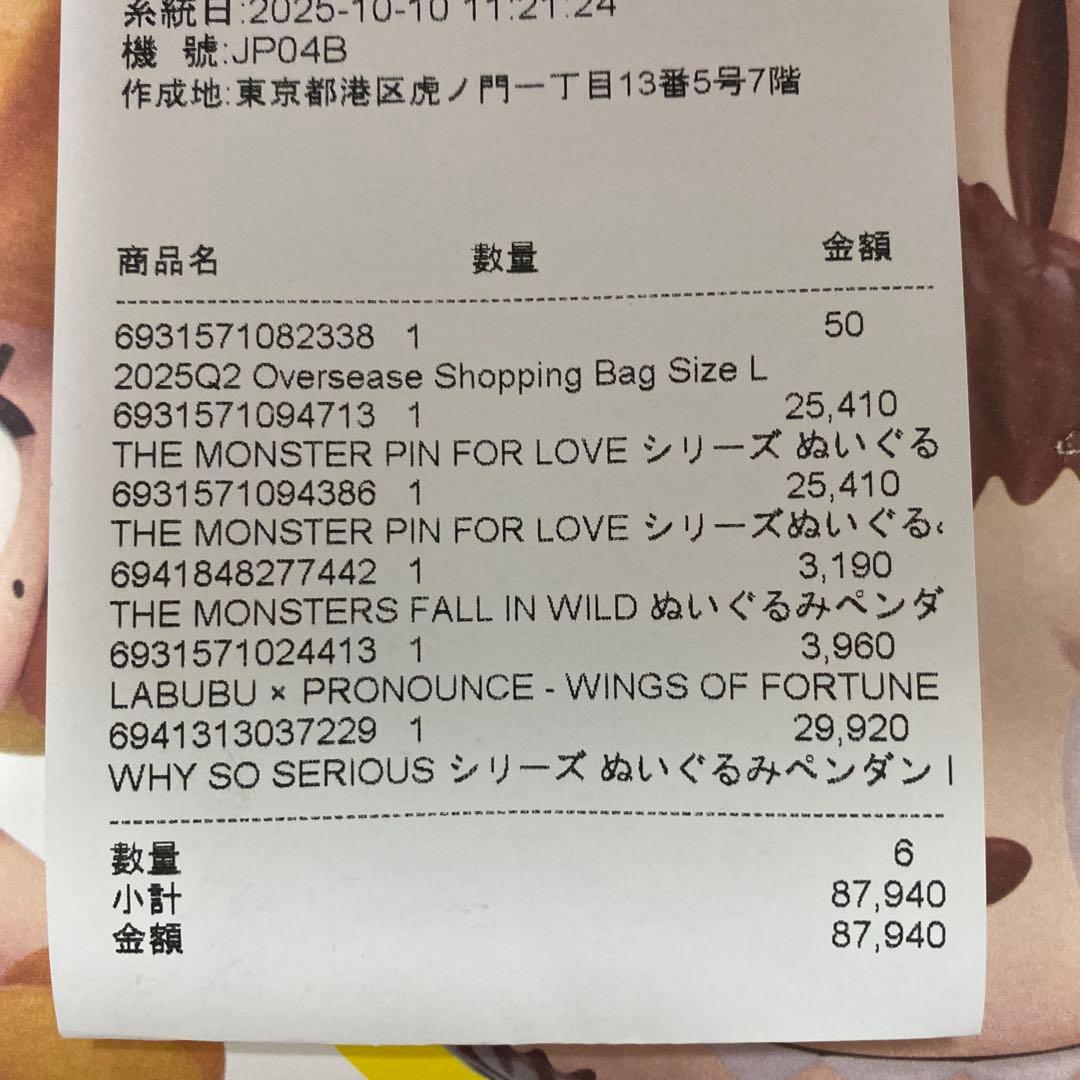 系統日:2025-10-10 11:21:24
機 號:JP04B
作成地:東京都港区虎ノ門一丁目13番5号7階
商品名 數量 金額
6931571082338 1 50
2025Q2 Oversease Shopping Bag Size L
6931571094713 1 25,410
THE MONSTER PIN FOR LOVE シリーズ ぬいぐる
6931571094386 1 25,410
THE MONSTER PIN FOR LOVE シリーズぬいぐる
6941848277442 1 3,190
THE MONSTERS FALL IN WILD ぬいぐるみペンダ
6931571024413 1 3,960
LABUBU × PRONOUNCE - WINGS OF FORTUNE
6941313037229 1 29,920
WHY SO SERIOUS シリーズ ぬいぐるみペンダン
數量 6
小計 87,940
金額 87,940